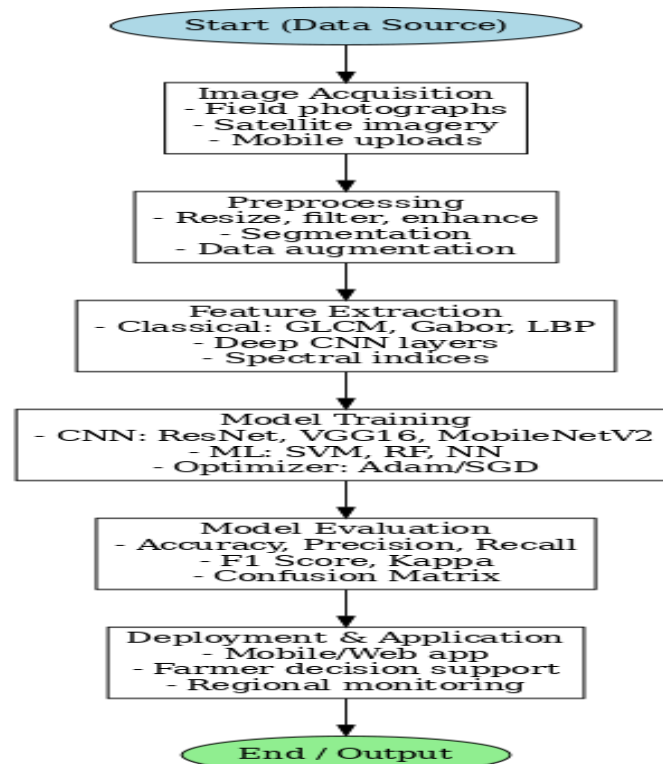 Start (Data Source)
Image Acquisition
- Field photographs
- Satellite imagery
- Mobile uploads
Preprocessing
- Resize, filter, enhance
- Segmentation
- Data augmentation
Feature Extraction
- Classical: GLCM, Gabor, LBP
- Deep CNN layers
- Spectral indices
Model Training
- CNN: ResNet, VGG16, MobileNetV2
- ML: SVM, RF, NN
- Optimizer: Adam/SGD
Model Evaluation
- Accuracy, Precision, Recall
- F1 Score, Kappa
- Confusion Matrix
Deployment & Application
- Mobile/Web app
- Farmer decision support
- Regional monitoring
End / Output